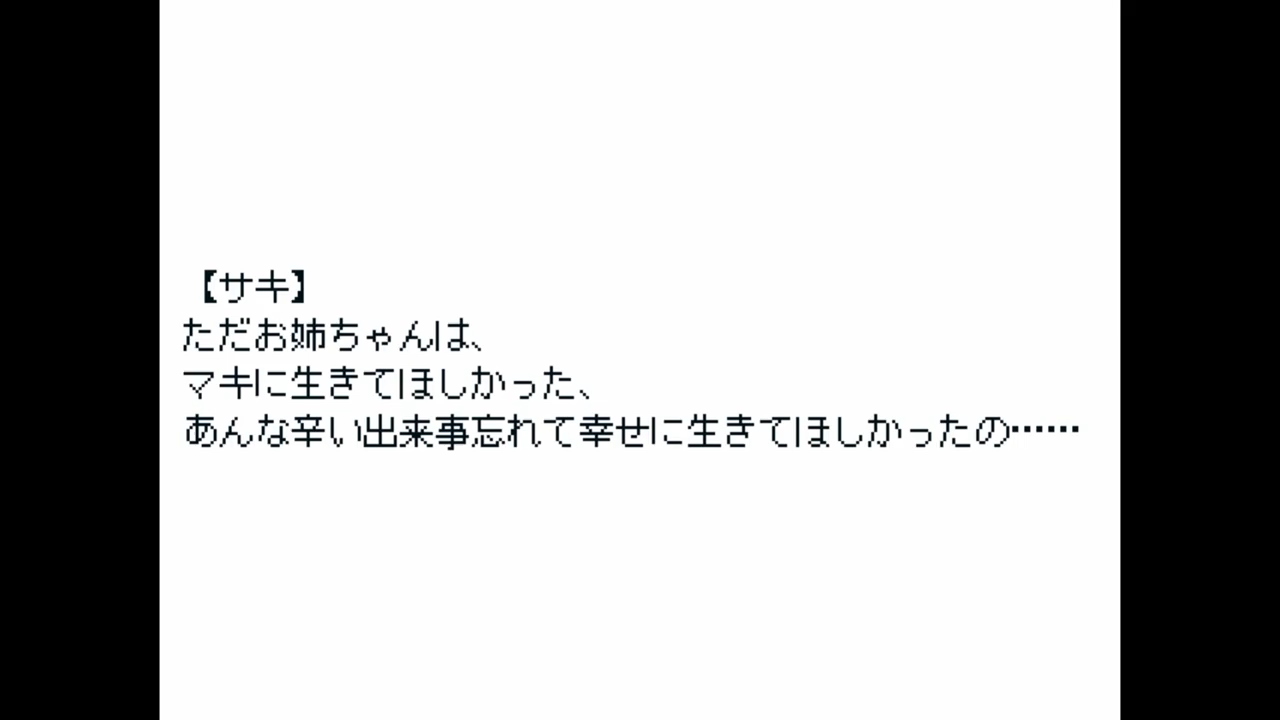 【サキ】
ただお姉ちゃんは、
マキに生きてほしかった、
あんな辛い出来事忘れて幸せに生きてほしかったの……